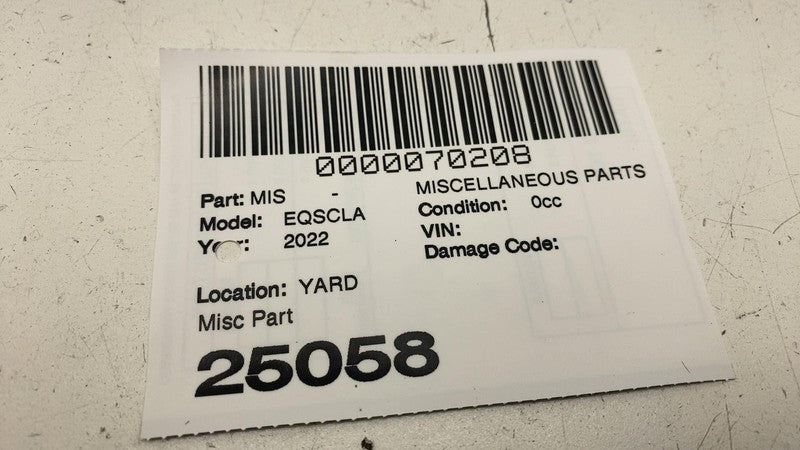 0000070208
Part: MIS - MISCELLANEOUS PARTS
Model: EQSCLA Condition: 0cc
Year: 2022 VIN:
Damage Code:
Location: YARD
Misc Part
25058